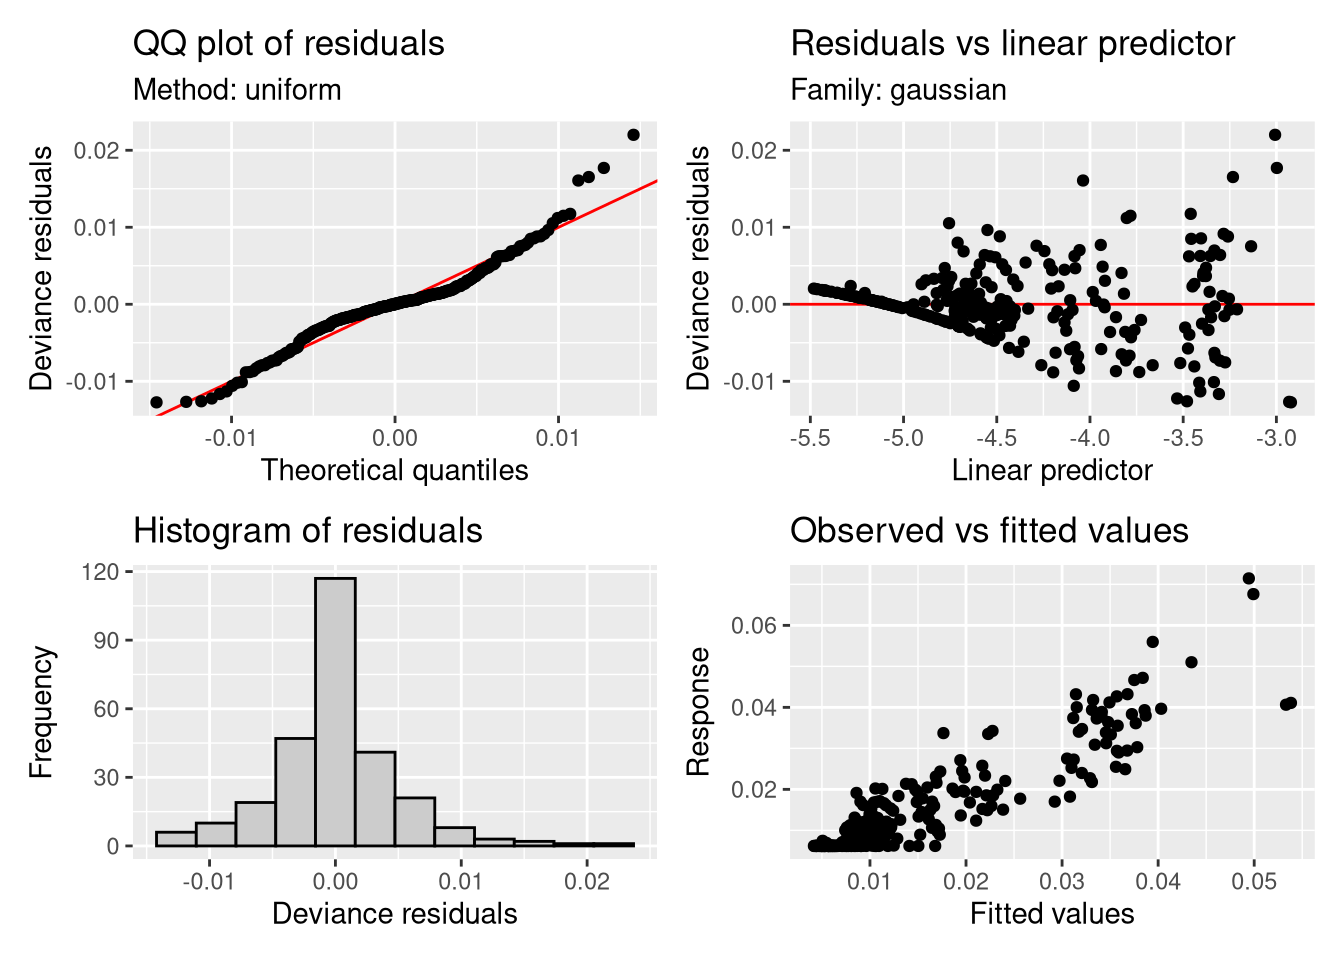 QQ plot of residuals
Method: uniform
Deviance residuals
0.02
0.01
0.00
-0.01
-0.01
0.00
0.01
Theoretical quantiles
Residuals vs linear predictor
Family: gaussian
Deviance residuals
0.02
0.01
0.00
-0.01
-5.5
-5.0
-4.5
-4.0
-3.5
-3.0
Linear predictor
Histogram of residuals
Frequency
120
90
60
30
0
-0.01
0.00
0.01
0.02
Deviance residuals
Observed vs fitted values
Response
0.06
0.04
0.02
0.01
0.02
0.03
0.04
0.05
Fitted values